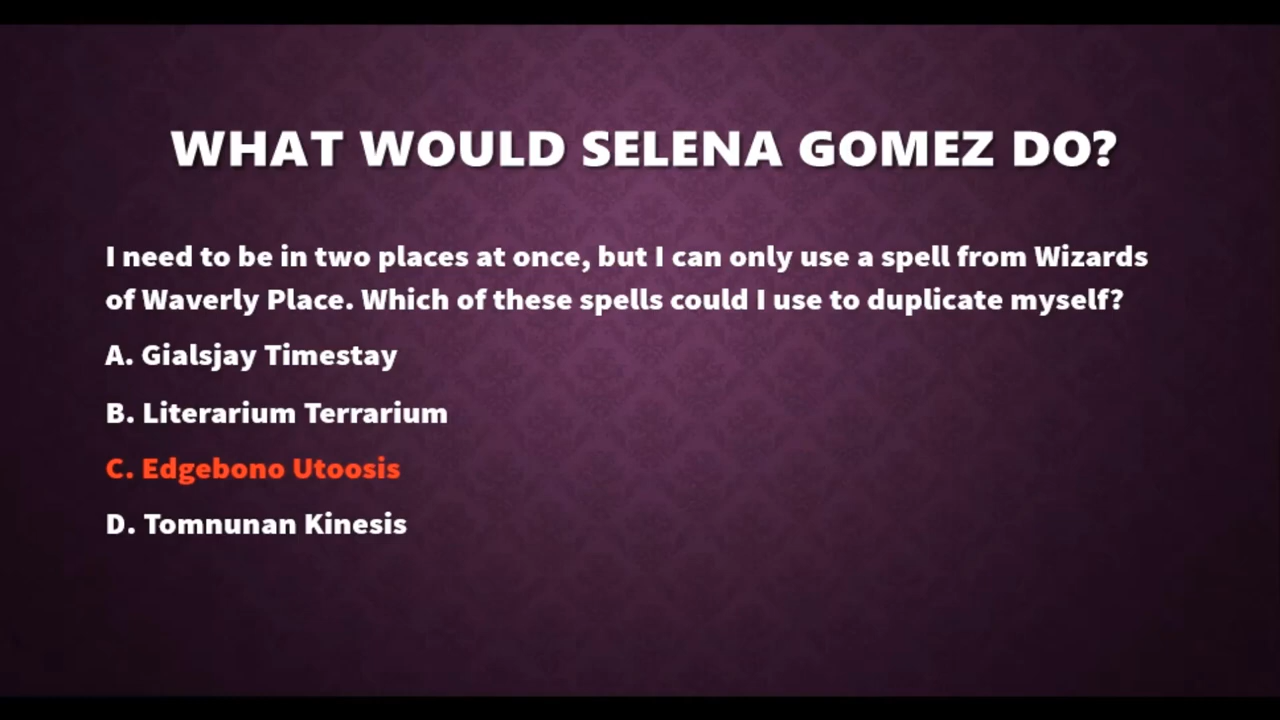 WHAT WOULD SELENA GOMEZ DO?
I need to be in two places at once, but I can only use a spell from Wizards
of Waverly Place. Which of these spells could I use to duplicate myself?
A. Gialsjay Timestay
B. Literarium Terrarium
C. Edgebono Utoosis
D. Tomnunan Kinesis